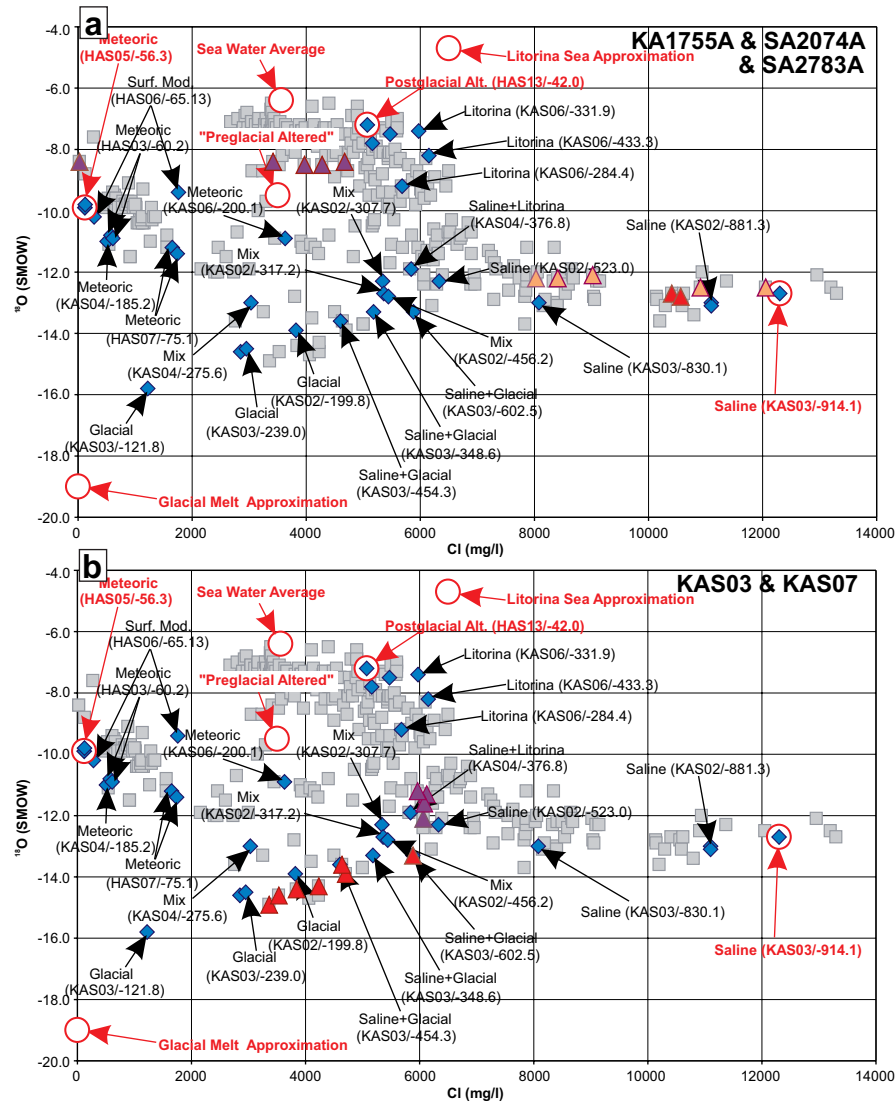 a
KA1755A & SA2074A
& SA2783A
Meteoric
(HAS05/-56.3)
Sea Water
Average
Litorina Sea Approximation
Surf. Mod.
(HAS06/-65.13)
Postglacial Alt. (HAS13/-42.0)
Meteoric
(HAS03/-60.2)
"Preglacial Altered"
Litorina (KAS06/-331.9)
Litorina (KAS06/-433.3)
Litorina (KAS06/-284.4)
Meteoric
(KAS06/-200.1)
Mix
(KAS02/-307.7)
Saline+Litorina
(KAS04/-376.8)
Saline (KAS02/-881.3)
Mix
(KAS02/-317.2)
Saline (KAS02/-523.0)
Meteoric
(KAS04/-185.2)
Meteoric
(HAS07/-75.1)
Mix
(KAS04/-275.6)
Mix
(KAS02/-456.2)
Saline (KAS03/-830.1)
Glacial
(KAS02/-199.8)
Saline+Glacial
(KAS03/-602.5)
Saline (KAS03/-914.1)
Glacial
(KAS03/-239.0)
Glacial
(KAS03/-121.8)
Saline+Glacial
(KAS03/-348.6)
Saline+Glacial
(KAS03/-454.3)
Glacial Melt Approximation
-4.0
-6.0
-8.0
-10.0
-12.0
-14.0
-16.0
-18.0
-20.0
¹⁸O (SMOW)
0 2000 4000 6000 8000 10000 12000 14000
Cl (mg/l)
b
KAS03 & KAS07
Meteoric
(HAS05/-56.3)
Sea Water
Average
Litorina Sea Approximation
Surf. Mod.
(HAS06/-65.13)
Postglacial Alt. (HAS13/-42.0)
Meteoric
(HAS03/-60.2)
"Preglacial Altered"
Litorina (KAS06/-331.9)
Litorina (KAS06/-433.3)
Litorina (KAS06/-284.4)
Meteoric
(KAS06/-200.1)
Mix
(KAS02/-307.7)
Saline+Litorina
(KAS04/-376.8)
Saline (KAS02/-881.3)
Mix
(KAS02/-317.2)
Saline (KAS02/-523.0)
Meteoric
(KAS04/-185.2)
Meteoric
(HAS07/-75.1)
Mix
(KAS04/-275.6)
Mix
(KAS02/-456.2)
Saline (KAS03/-830.1)
Glacial
(KAS02/-199.8)
Saline+Glacial
(KAS03/-602.5)
Saline (KAS03/-914.1)
Glacial
(KAS03/-239.0)
Glacial
(KAS03/-121.8)
Saline+Glacial
(KAS03/-348.6)
Saline+Glacial
(KAS03/-454.3)
Glacial Melt Approximation
-4.0
-6.0
-8.0
-10.0
-12.0
-14.0
-16.0
-18.0
-20.0
¹⁸O (SMOW)
0 2000 4000 6000 8000 10000 12000 14000
Cl (mg/l)